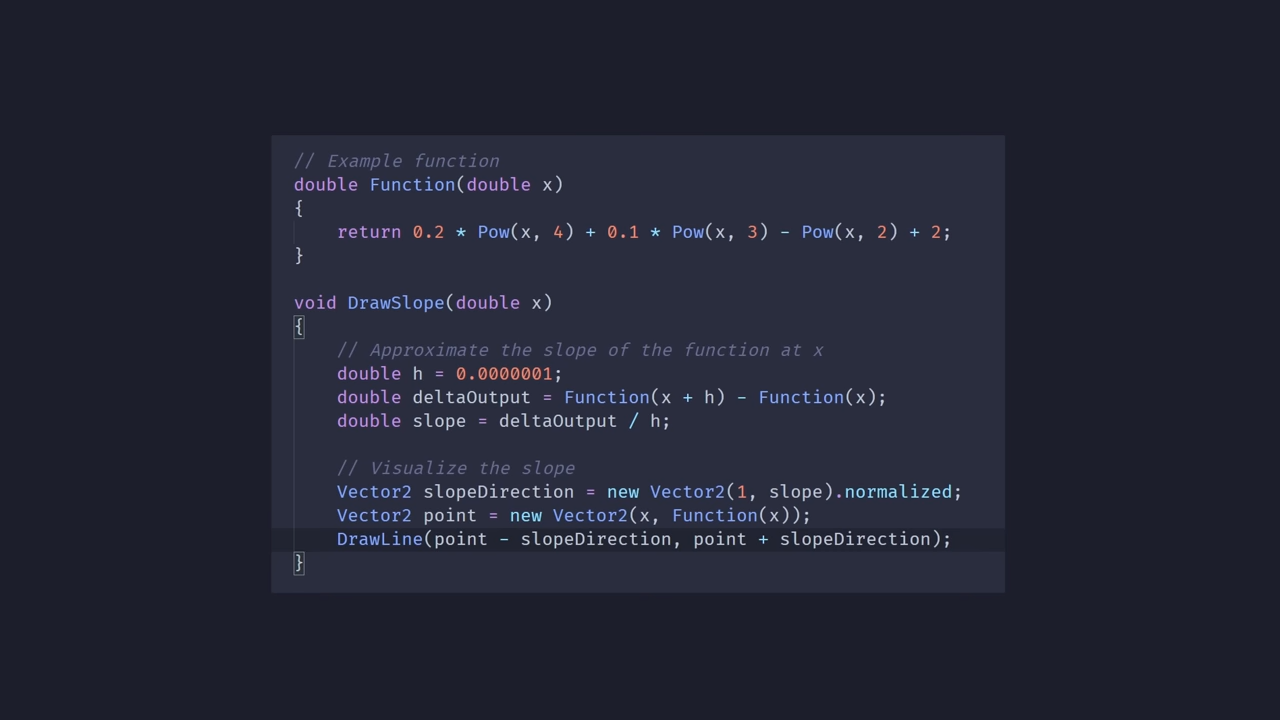 // Example function
double Function(double x)
{
    return 0.2 * Pow(x, 4) + 0.1 * Pow(x, 3) - Pow(x, 2) + 2;
}

void DrawSlope(double x)
{
    // Approximate the slope of the function at x
    double h = 0.0000001;
    double deltaOutput = Function(x + h) - Function(x);
    double slope = deltaOutput / h;

    // Visualize the slope
    Vector2 slopeDirection = new Vector2(1, slope).normalized;
    Vector2 point = new Vector2(x, Function(x));
    DrawLine(point - slopeDirection, point + slopeDirection);
}